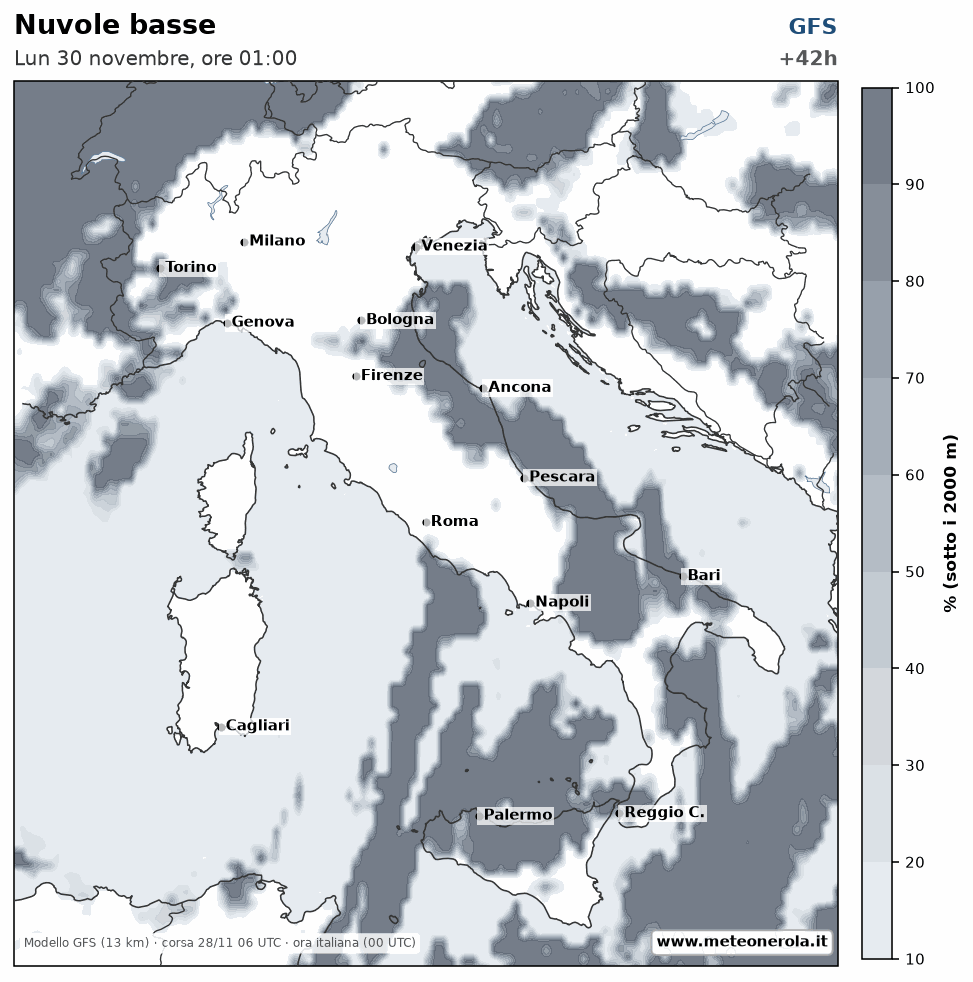 Nuvole basse
GFS
Lun 30 novembre, ore 01:00
+42h
100
90
80
70
60
50
40
30
20
10
% (sotto i 2000 m)
Milano
Venezia
Torino
Genova
Bologna
Firenze
Ancona
Pescara
Roma
Bari
Napoli
Cagliari
Palermo
Reggio C.
Modello GFS (13 km) · corsa 28/11 06 UTC · ora italiana (00 UTC)
www.meteonerola.it